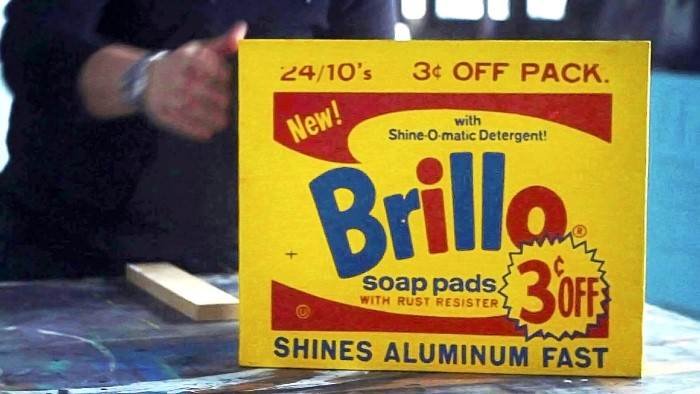 24/10's 3¢ OFF PACK.
New!
with
Shine-O-matic Detergent!
Brillo®
soap pads
WITH RUST RESISTER
3¢ OFF
U
SHINES ALUMINUM FAST